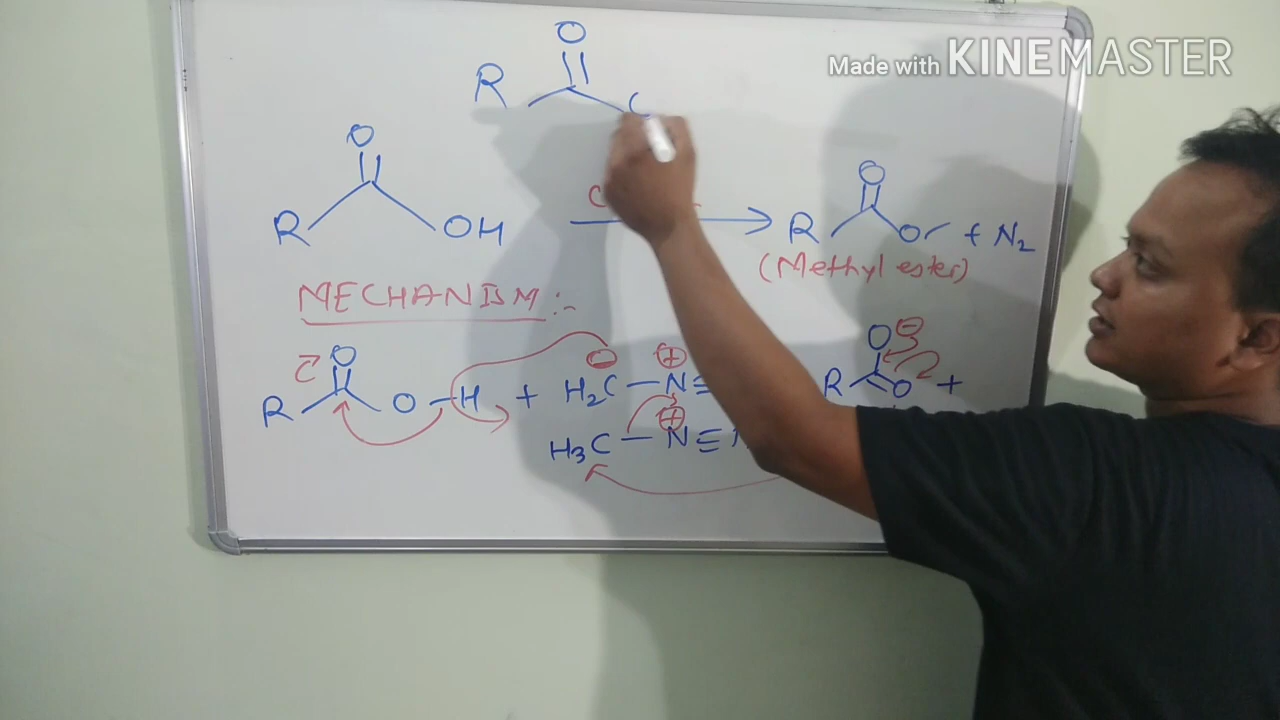 Made with KINEMASTER
O
R C
O
R OH
O
R O + N₂
(Methyl ester)
MECHANISM :-
O
R O - H + H₂C - N ≡
⊖ ⊕
O ⊖
R O +
⊕
H₃C - N ≡ N